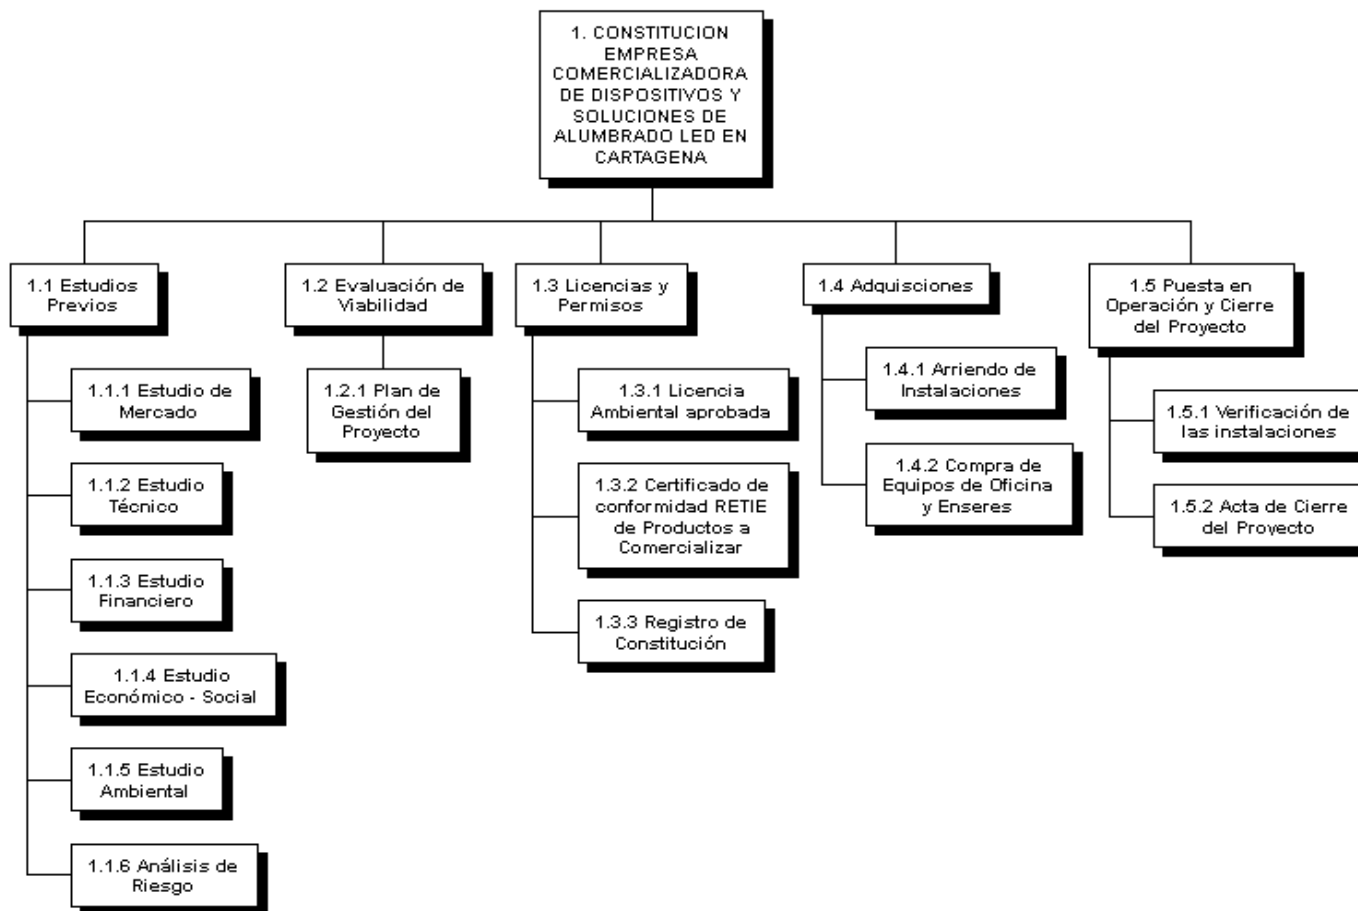 1. CONSTITUCION
EMPRESA
COMERCIALIZADORA
DE DISPOSITIVOS Y
SOLUCIONES DE
ALUMBRADO LED EN
CARTAGENA
1.1 Estudios
Previos
1.1.1 Estudio de
Mercado
1.1.2 Estudio
Técnico
1.1.3 Estudio
Financiero
1.1.4 Estudio
Económico - Social
1.1.5 Estudio
Ambiental
1.1.6 Análisis de
Riesgo
1.2 Evaluación de
Viabilidad
1.2.1 Plan de
Gestión del
Proyecto
1.3 Licencias y
Permisos
1.3.1 Licencia
Ambiental aprobada
1.3.2 Certificado de
conformidad RETIE
de Productos a
Comercializar
1.3.3 Registro de
Constitución
1.4 Adquisciones
1.4.1 Arriendo de
Instalaciones
1.4.2 Compra de
Equipos de Oficina
y Enseres
1.5 Puesta en
Operación y Cierre
del Proyecto
1.5.1 Verificación de
las instalaciones
1.5.2 Acta de Cierre
del Proyecto